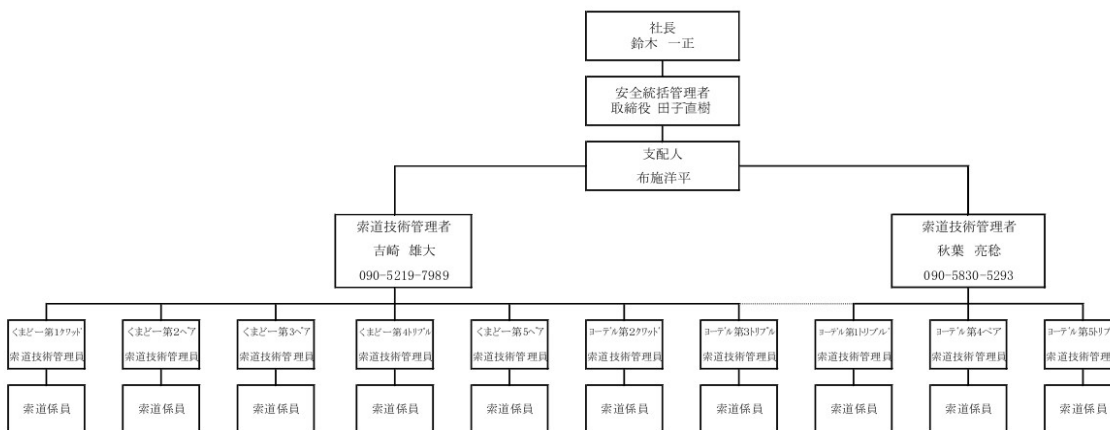 社長
鈴木 一正
安全統括管理者
取締役 田子直樹
支配人
布施洋平
索道技術管理者
吉崎 雄大
090-5219-7989
索道技術管理者
秋葉 亮稔
090-5830-5293
くまどー第1クワッド
索道技術管理員
くまどー第2ペア
索道技術管理員
くまどー第3ペア
索道技術管理員
くまどー第4トリプル
索道技術管理員
くまどー第5ペア
索道技術管理員
ヨーデル第2クワッド
索道技術管理員
ヨーデル第3トリプル
索道技術管理員
ヨーデル第1トリプル
索道技術管理員
ヨーデル第4ペア
索道技術管理員
ヨーデル第5トリプ
索道技術管理員
索道係員
索道係員
索道係員
索道係員
索道係員
索道係員
索道係員
索道係員
索道係員
索道係員